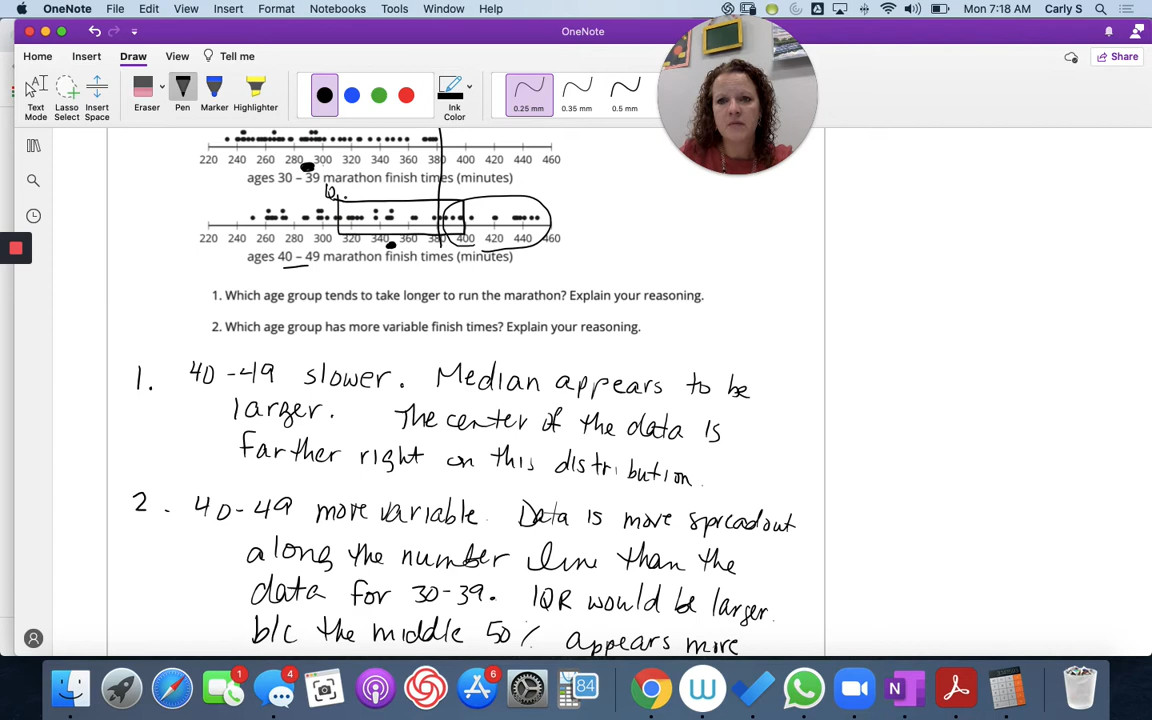 OneNote File Edit View Insert Format Notebooks Tools Window Help Mon 7:18 AM Carly S
OneNote
Home Insert Draw View Tell me Share
Text Mode Lasso Select Insert Space Eraser Pen Marker Highlighter Ink Color 0.25 mm 0.35 mm 0.5 mm
220 240 260 280 300 320 340 360 380 400 420 440 460
ages 30 – 39 marathon finish times (minutes)
220 240 260 280 300 320 340 360 380 400 420 440 460
ages 40 – 49 marathon finish times (minutes)
1. Which age group tends to take longer to run the marathon? Explain your reasoning.
2. Which age group has more variable finish times? Explain your reasoning.
1. 40-49 slower. Median appears to be
larger. The center of the data is
farther right on this distribution.
2. 40-49 more variable. Data is more spread out
along the number line than the
data for 30-39. IQR would be larger
b/c the middle 50% appears more
1 4 6 84